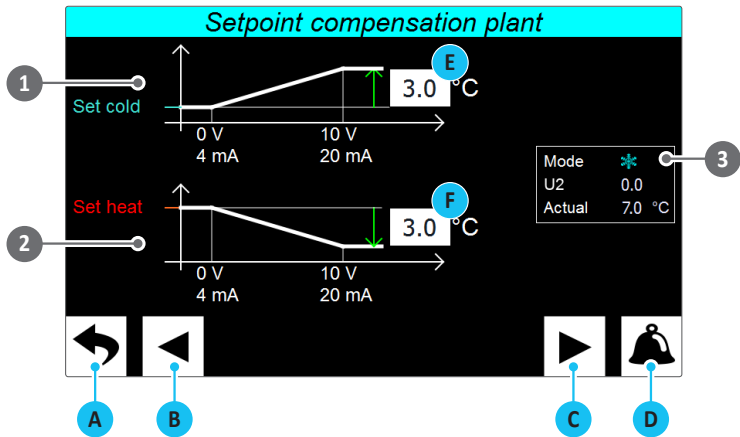 Setpoint compensation plant
1
Set cold
E
3.0 °C
0 V 10 V
4 mA 20 mA
Mode
3
U2 0.0
Actual 7.0 °C
Set heat
F
3.0 °C
2
0 V 10 V
4 mA 20 mA
A B C D